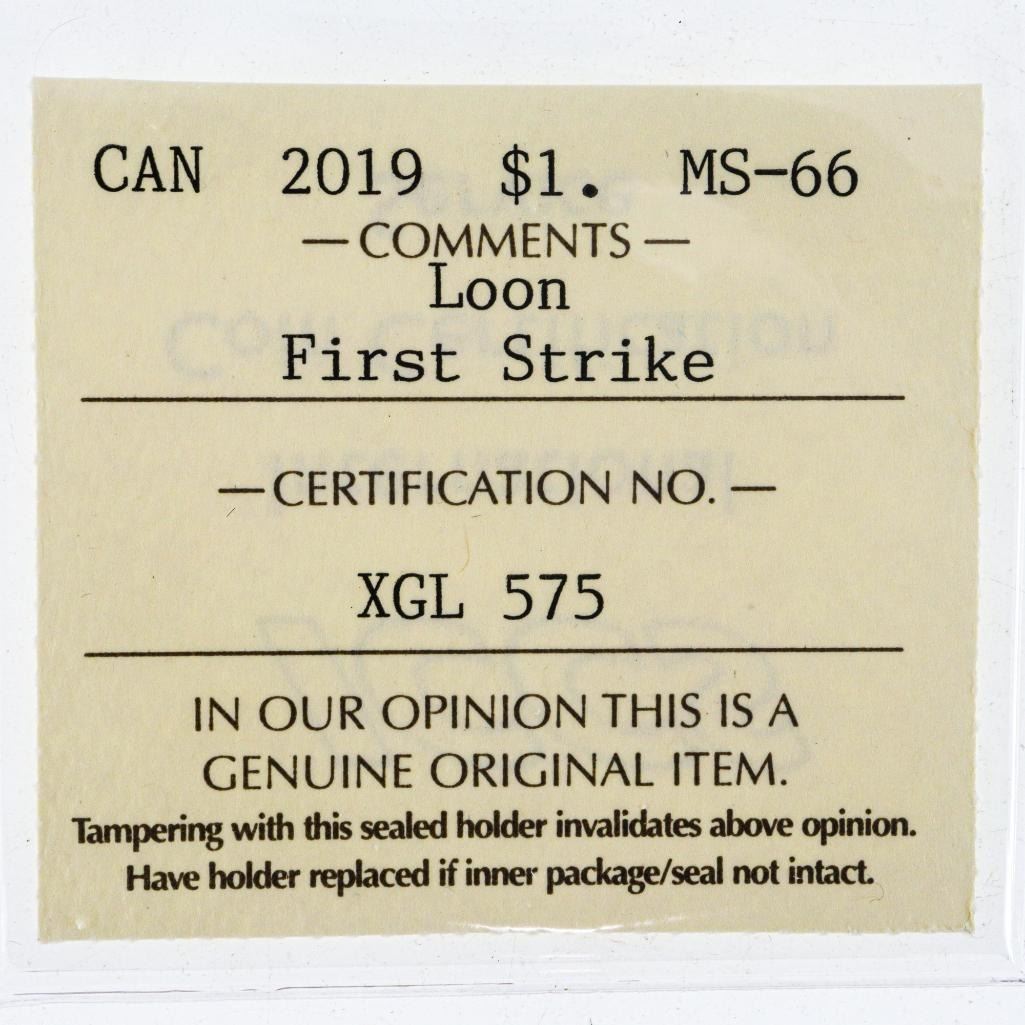 CAN 2019 $1. MS-66
— COMMENTS —
Loon
First Strike
— CERTIFICATION NO. —
XGL 575
IN OUR OPINION THIS IS A
GENUINE ORIGINAL ITEM.
Tampering with this sealed holder invalidates above opinion.
Have holder replaced if inner package/seal not intact.